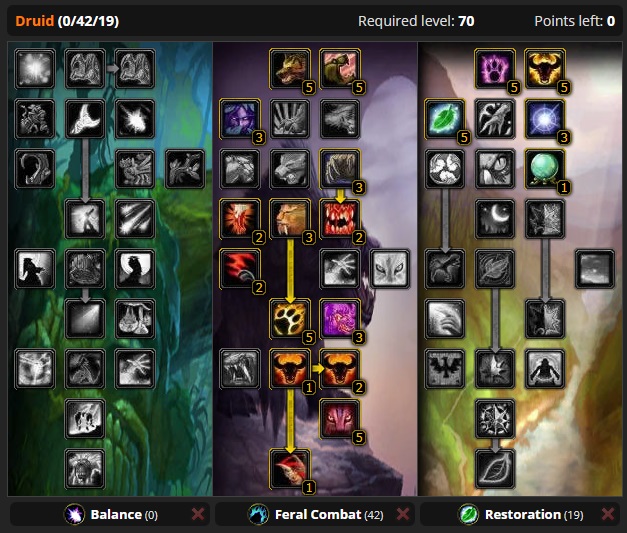 Druid (0/42/19) Required level: 70 Points left: 0
5 5 5 5
3 5 3
3 1
2 3 2
2
5 3
1 2
5
1
Balance (0) Feral Combat (42) Restoration (19)